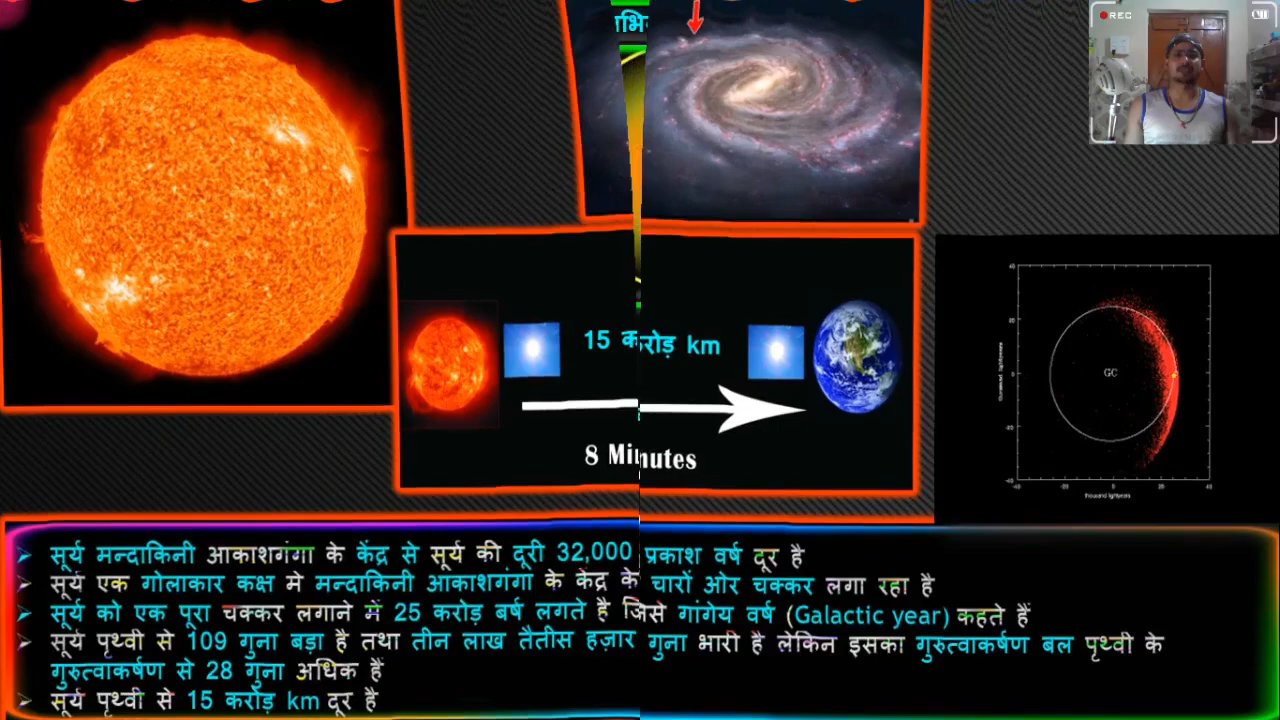 REC
15 करोड़ km
8 Minutes
GC
thousand lightyears
सूर्य मन्दाकिनी आकाशगंगा के केंद्र से सूर्य की दूरी 32,000 प्रकाश वर्ष दूर है
सूर्य एक गोलाकार कक्ष मे मन्दाकिनी आकाशगंगा के केंद्र के चारों ओर चक्कर लगा रहा है
सूर्य को एक पूरा चक्कर लगाने में 25 करोड़ बर्ष लगते है जिसे गांगेय वर्ष (Galactic year) कहते हैं
सूर्य पृथ्वी से 109 गुना बड़ा है तथा तीन लाख तैतीस हज़ार गुना भारी है लेकिन इसका गुरुत्वाकर्षण बल पृथ्वी के
गुरुत्वाकर्षण से 28 गुना अधिक है
सूर्य पृथ्वी से 15 करोड़ km दूर है